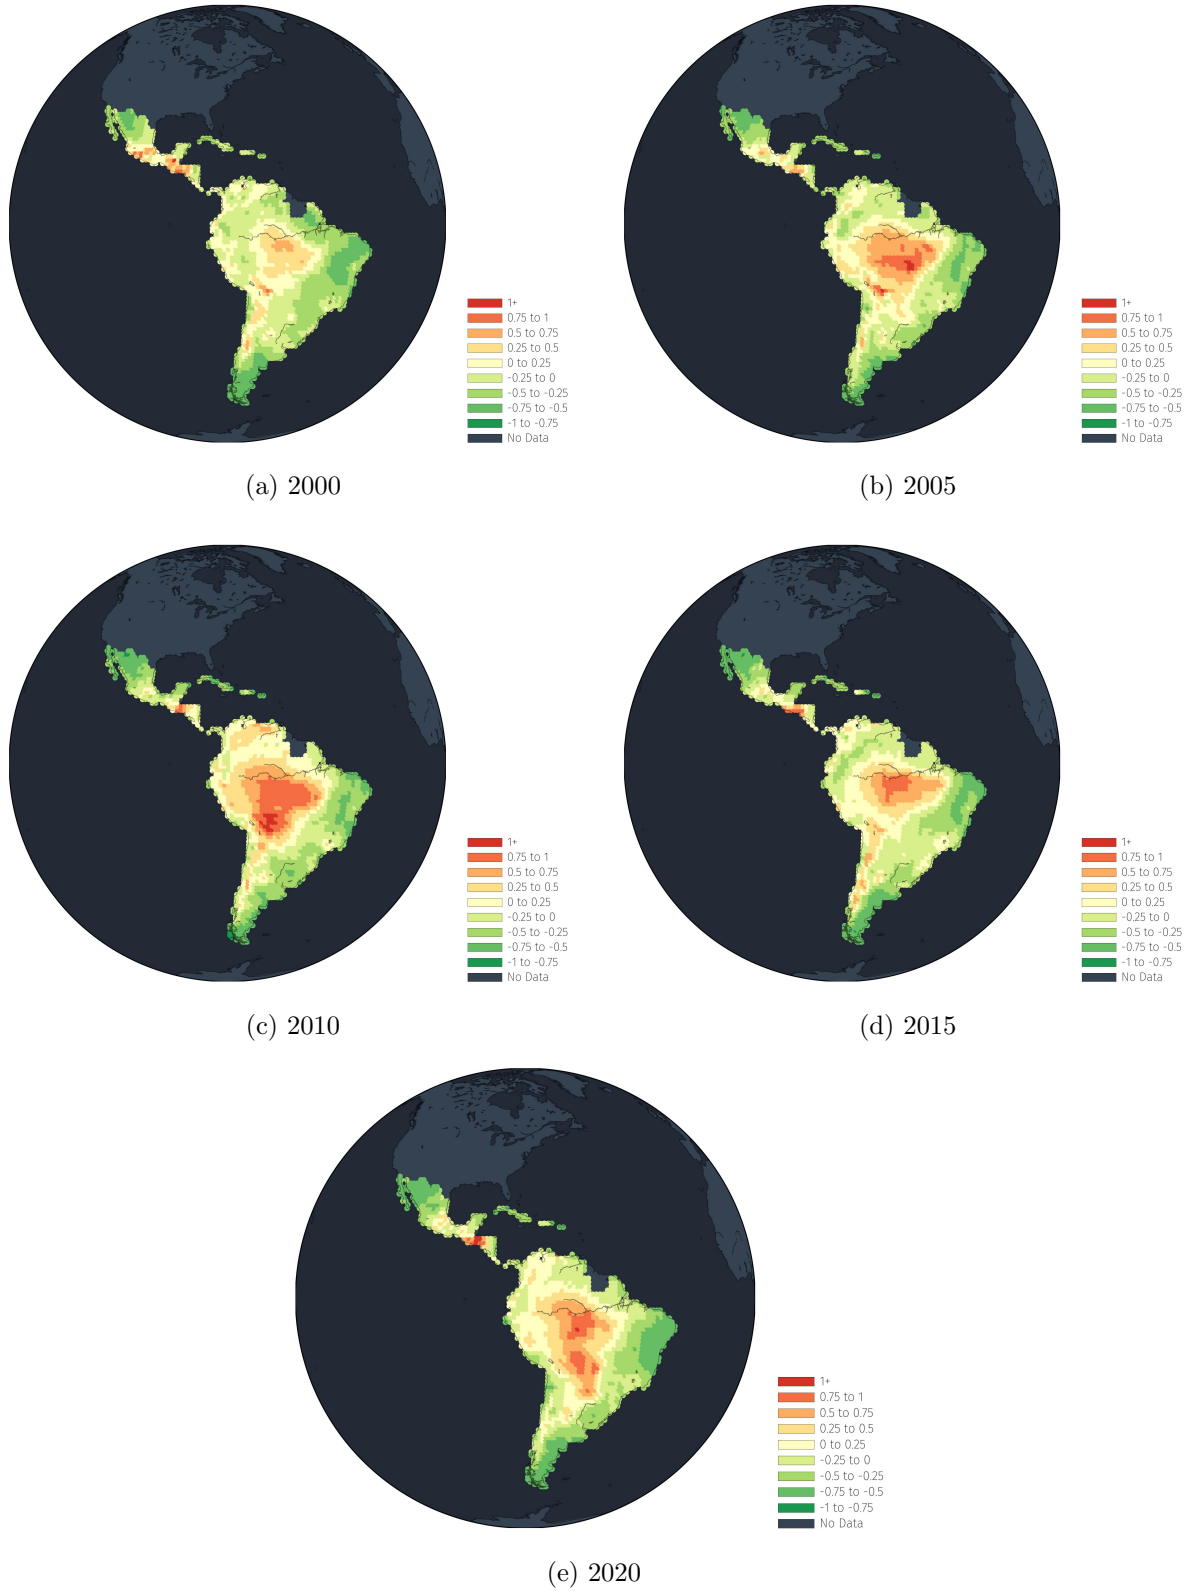 1+
0.75 to 1
0.5 to 0.75
0.25 to 0.5
0 to 0.25
-0.25 to 0
-0.5 to -0.25
-0.75 to -0.5
-1 to -0.75
No Data
(a) 2000
1+
0.75 to 1
0.5 to 0.75
0.25 to 0.5
0 to 0.25
-0.25 to 0
-0.5 to -0.25
-0.75 to -0.5
-1 to -0.75
No Data
(b) 2005
1+
0.75 to 1
0.5 to 0.75
0.25 to 0.5
0 to 0.25
-0.25 to 0
-0.5 to -0.25
-0.75 to -0.5
-1 to -0.75
No Data
(c) 2010
1+
0.75 to 1
0.5 to 0.75
0.25 to 0.5
0 to 0.25
-0.25 to 0
-0.5 to -0.25
-0.75 to -0.5
-1 to -0.75
No Data
(d) 2015
1+
0.75 to 1
0.5 to 0.75
0.25 to 0.5
0 to 0.25
-0.25 to 0
-0.5 to -0.25
-0.75 to -0.5
-1 to -0.75
No Data
(e) 2020